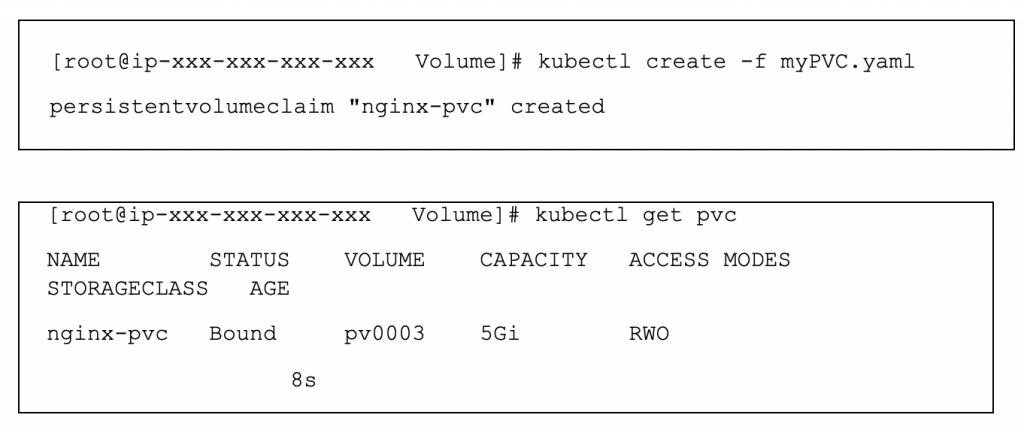 [root@ip-xxx-xxx-xxx-xxx   Volume]# kubectl create -f myPVC.yaml
persistentvolumeclaim "nginx-pvc" created
[root@ip-xxx-xxx-xxx-xxx   Volume]# kubectl get pvc
NAME        STATUS    VOLUME    CAPACITY   ACCESS MODES
STORAGECLASS   AGE
nginx-pvc   Bound     pv0003    5Gi        RWO
8s